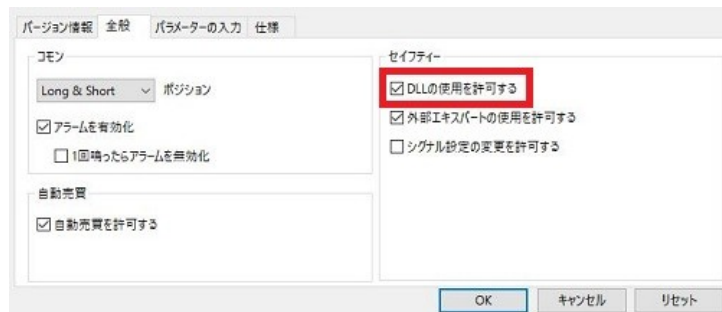 バージョン情報 全般 パラメーターの入力 仕様
コモン
Long & Short ポジション
アラームを有効化
1回鳴ったらアラームを無効化
自動売買
自動売買を許可する
セイフティー
DLLの使用を許可する
外部エキスパートの使用を許可する
シグナル設定の変更を許可する
OK キャンセル リセット